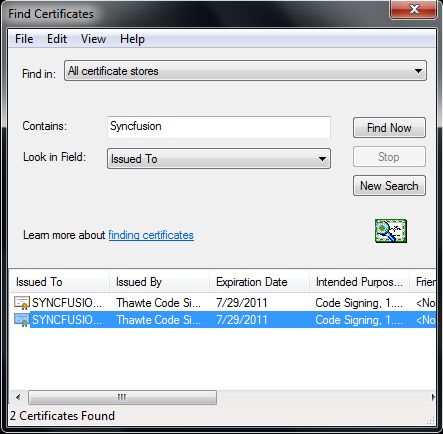 Find Certificates
File Edit View Help
Find in: All certificate stores
Contains: Syncfusion Find Now
Look in Field: Issued To Stop
New Search
Learn more about finding certificates
Issued To Issued By Expiration Date Intended Purpos... Frien
SYNCFUSIO... Thawte Code Si... 7/29/2011 Code Signing, 1.... <No
SYNCFUSIO... Thawte Code Si... 7/29/2011 Code Signing, 1.... <No
2 Certificates Found